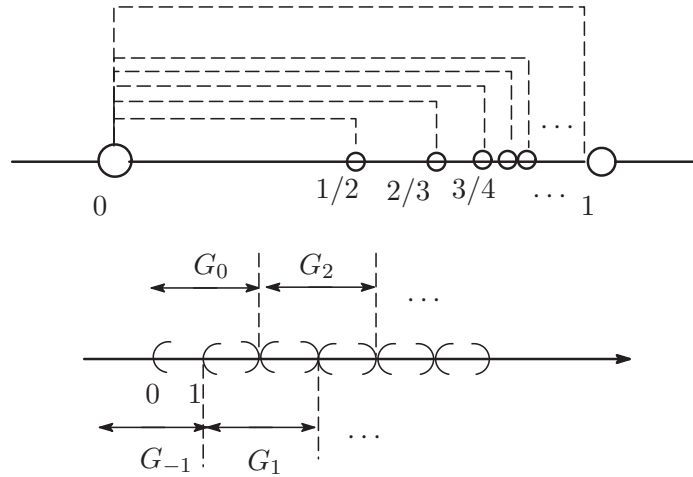 ⋯
1/2 2/3 3/4 ⋯
0 1
G₀ G₂ ⋯
0 1
G₋₁ G₁ ⋯